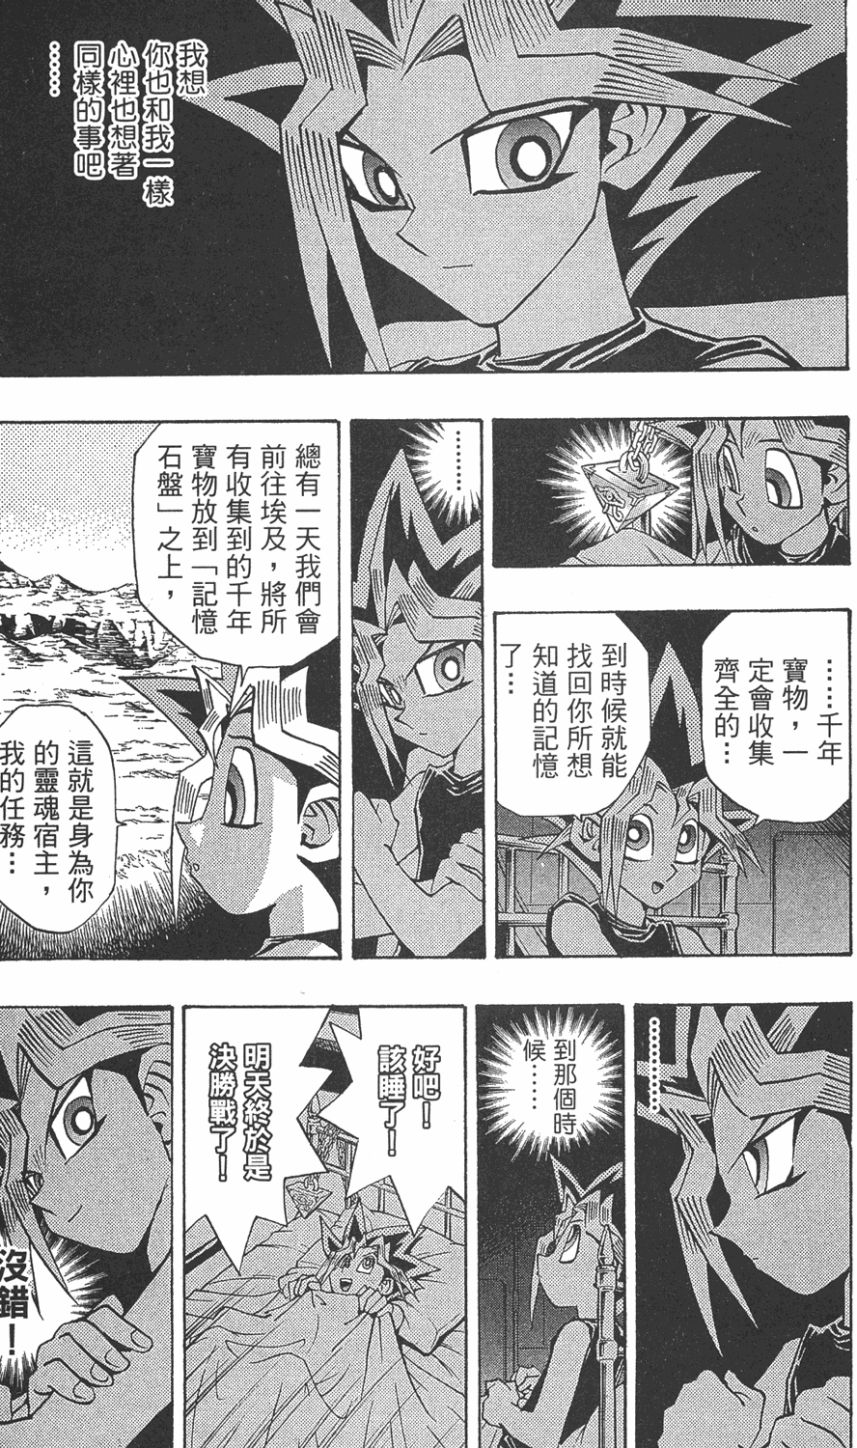 我想
你也和我一樣
心裡也想著
同樣的事吧
……
……千年
寶物，一
定會收集
齊全的…
到時候就能
找回你所想
知道的記憶
了…
……
總有一天我們會
前往埃及，將所
有收集到的千年
寶物放到「記憶
石盤」之上，
這就是身為你
的靈魂宿主，
我的任務…
………
到那個時
候……
好吧！
該睡了！
明天終於是
決勝戰了！
沒錯！